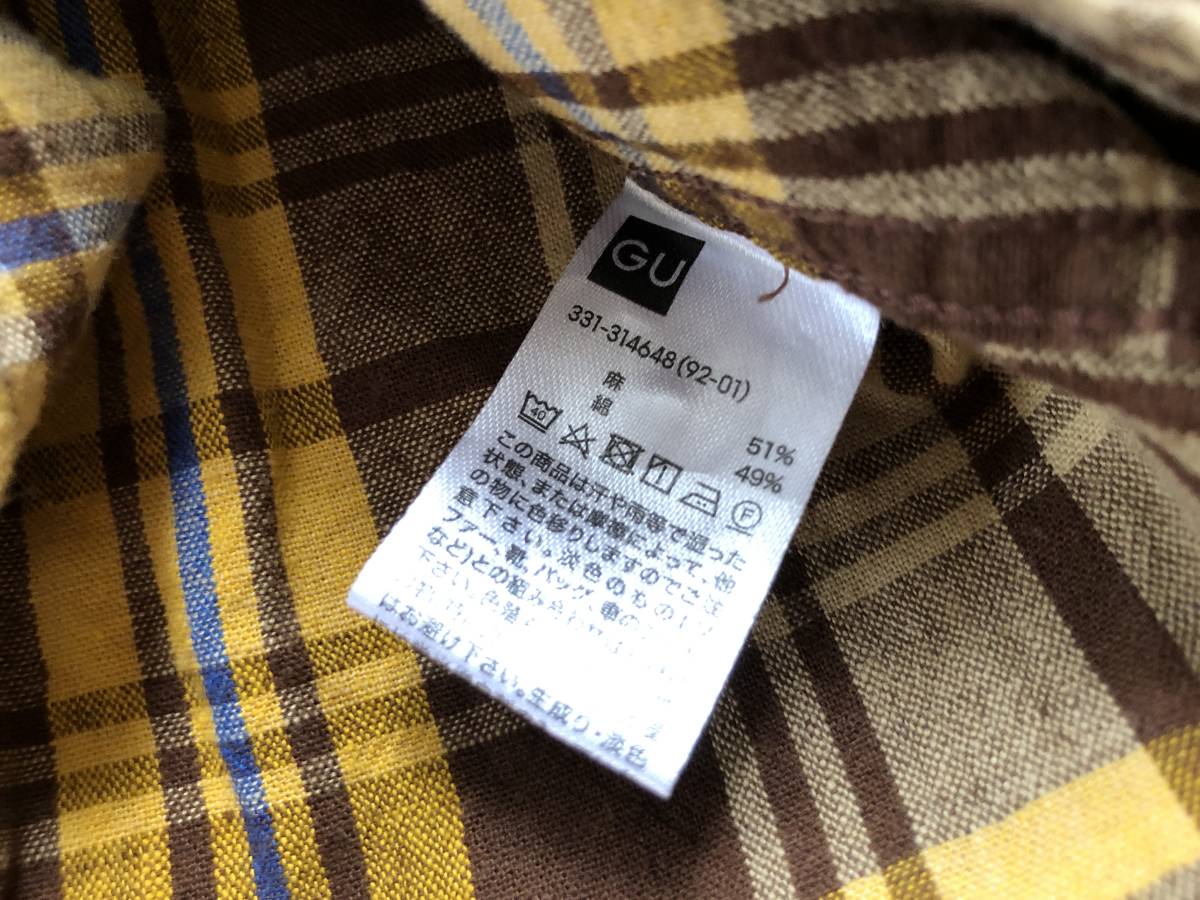 GU
331-314648(92-01)
麻 51%
綿 49%
40
F
この商品は汗や雨等で湿った
状態、または摩擦によって、他
の物に色移りしますのでご注
意下さい。淡色のもの
ファー、靴、バッグ、車の
など)との組み合わせ
下さい。色
はお避け下さい。生成り・淡色